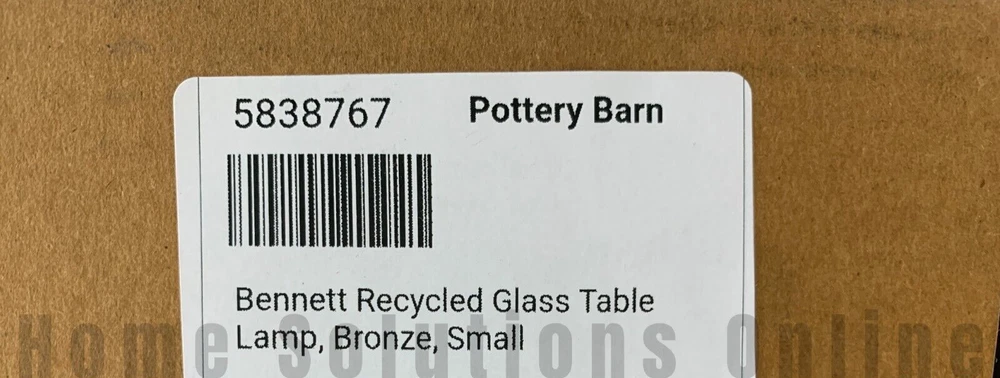 5838767 Pottery Barn
Bennett Recycled Glass Table
Lamp, Bronze, Small
Home Solutions Online